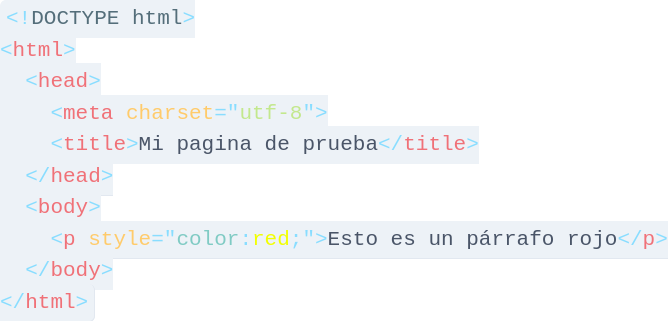 <!DOCTYPE html>
<html>
  <head>
    <meta charset="utf-8">
    <title>Mi pagina de prueba</title>
  </head>
  <body>
    <p style="color:red;">Esto es un párrafo rojo</p>
  </body>
</html>